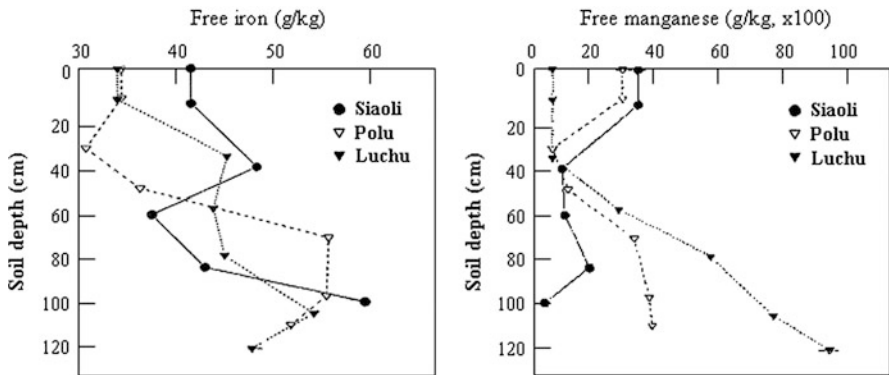 Free iron (g/kg)
30 40 50 60
0
20
40
60
80
100
120
Soil depth (cm)
Siaoli
Polu
Luchu
Free manganese (g/kg, x100)
0 20 40 60 80 100
0
20
40
60
80
100
120
Soil depth (cm)
Siaoli
Polu
Luchu